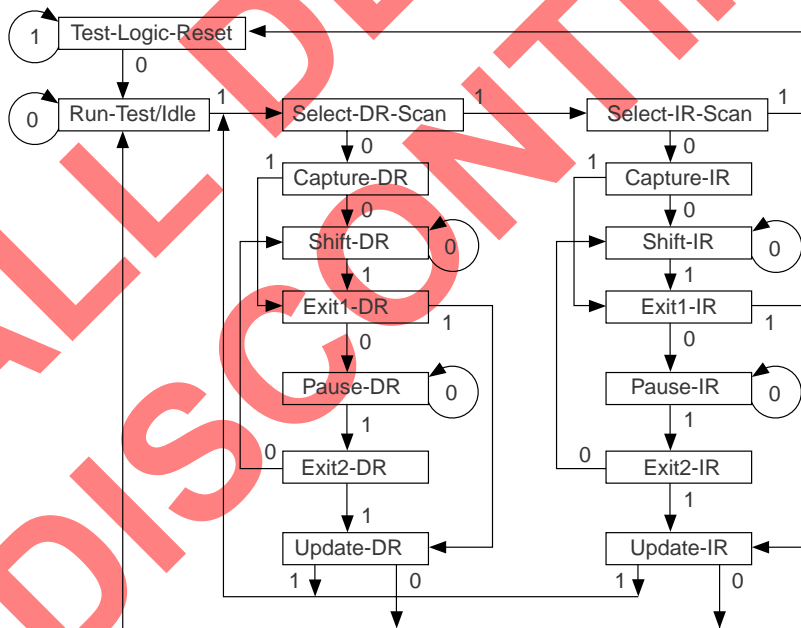 Test-Logic-Reset
1
0
Run-Test/Idle
0
1
Select-DR-Scan
1
Select-IR-Scan
1
0
0
1
Capture-DR
1
Capture-IR
0
0
Shift-DR
0
Shift-IR
0
1
1
Exit1-DR
1
Exit1-IR
1
0
0
Pause-DR
0
Pause-IR
0
1
1
0
Exit2-DR
0
Exit2-IR
1
1
Update-DR
Update-IR
1
0
1
0
ALL
DISCONTIN